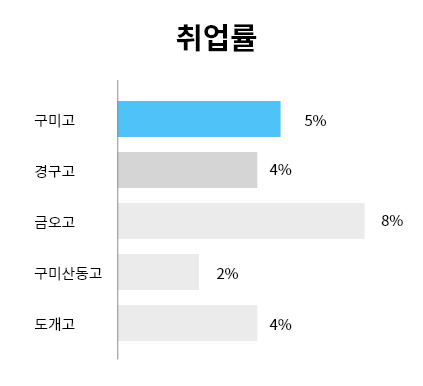 취업률
구미고 5%
경구고 4%
금오고 8%
구미산동고 2%
도개고 4%